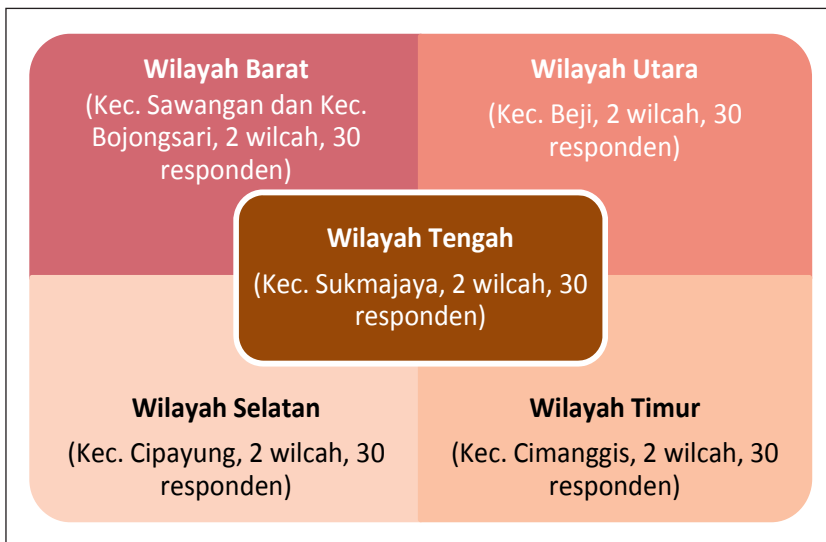 Wilayah Barat
(Kec. Sawangan dan Kec.
Bojongsari, 2 wilcah, 30
responden)
Wilayah Utara
(Kec. Beji, 2 wilcah, 30
responden)
Wilayah Tengah
(Kec. Sukmajaya, 2 wilcah, 30
responden)
Wilayah Selatan
(Kec. Cipayung, 2 wilcah, 30
responden)
Wilayah Timur
(Kec. Cimanggis, 2 wilcah, 30
responden)